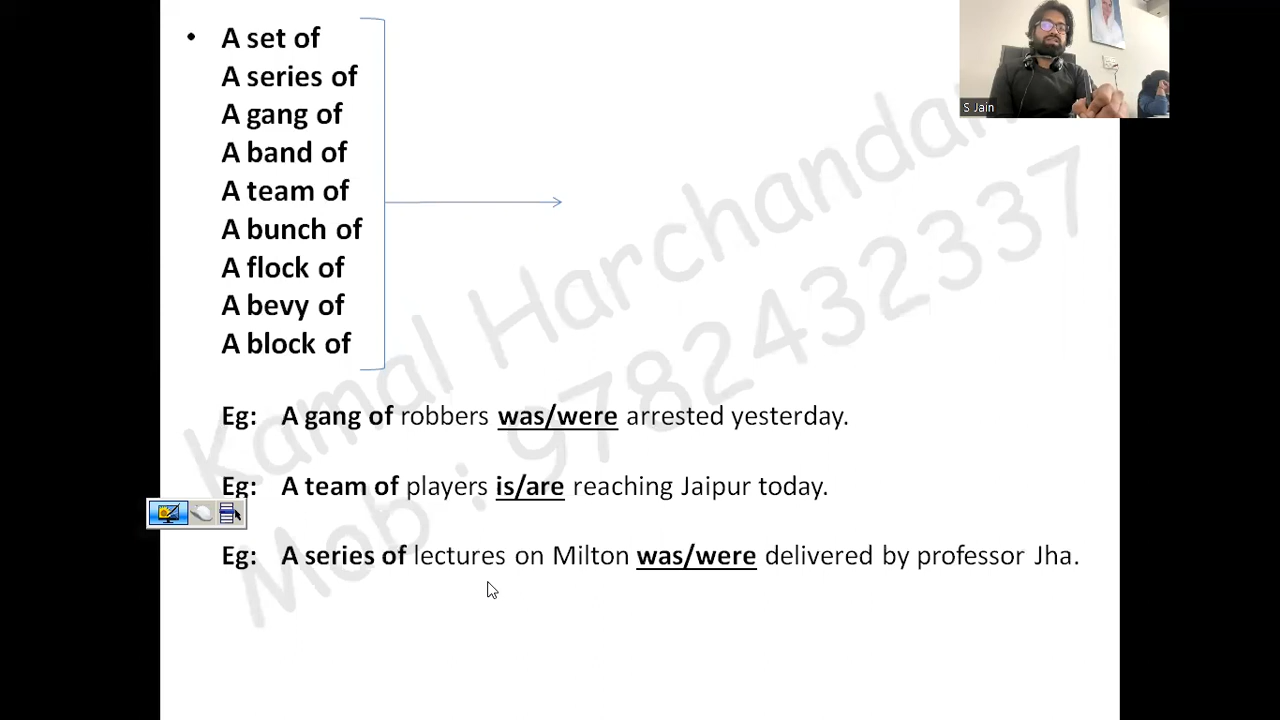 • A set of
A series of
A gang of
A band of
A team of
A bunch of
A flock of
A bevy of
A block of
S Jain
Kamal Harchandani
Mob : 9782432337
Eg: A gang of robbers was/were arrested yesterday.
Eg: A team of players is/are reaching Jaipur today.
Eg: A series of lectures on Milton was/were delivered by professor Jha.